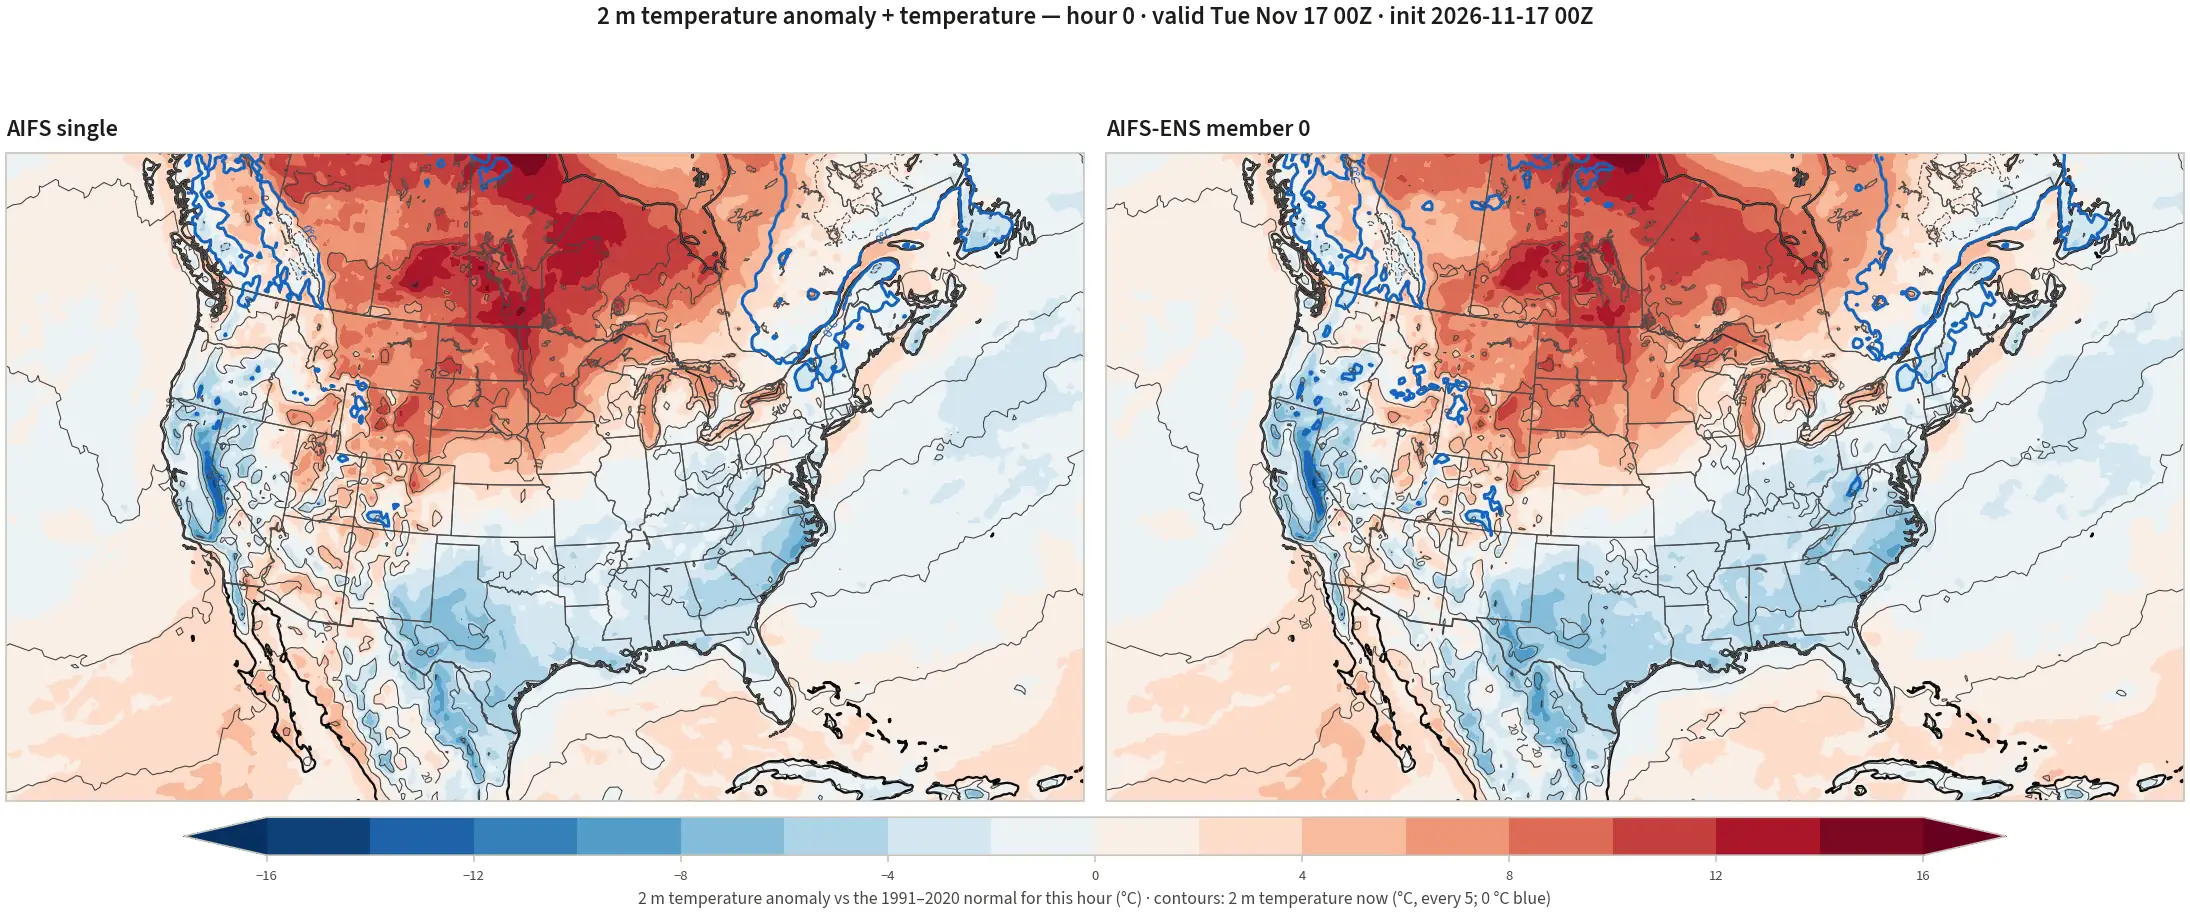 2 m temperature anomaly + temperature — hour 0 · valid Tue Nov 17 00Z · init 2026-11-17 00Z
AIFS single
AIFS-ENS member 0
−16 −12 −8 −4 0 4 8 12 16
2 m temperature anomaly vs the 1991–2020 normal for this hour (°C) · contours: 2 m temperature now (°C, every 5; 0 °C blue)